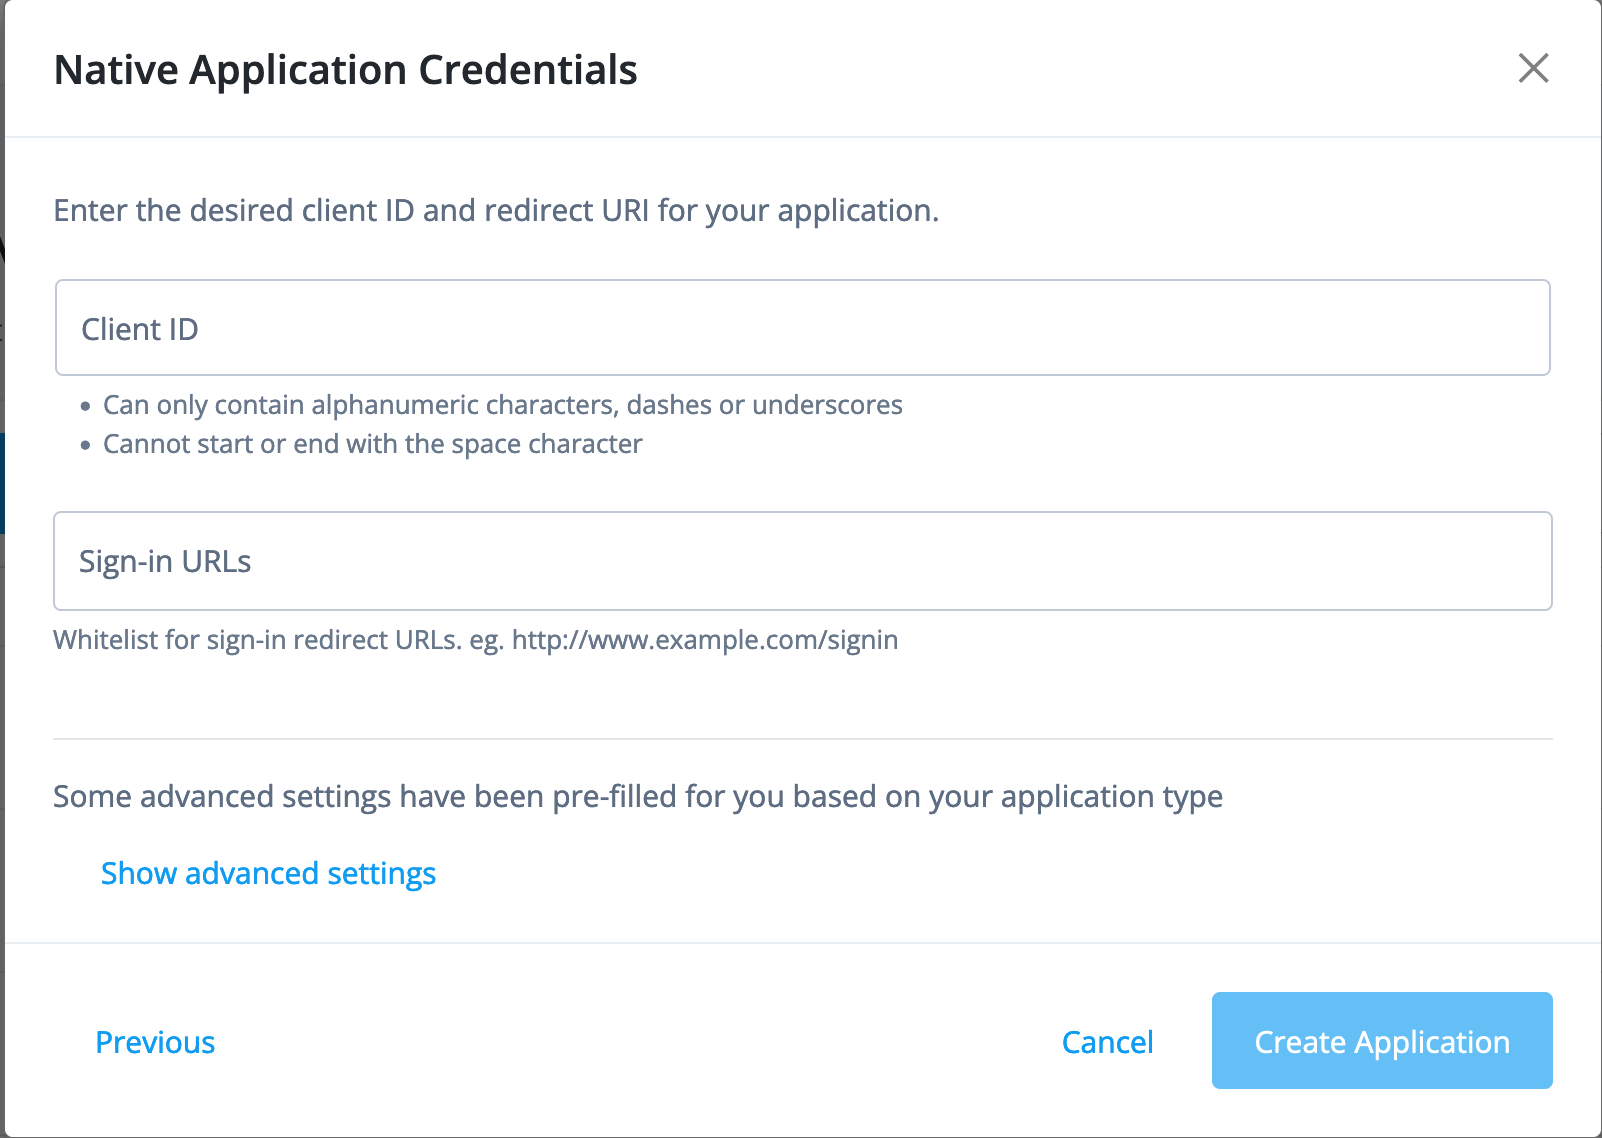 Native Application Credentials
Enter the desired client ID and redirect URI for your application.
Client ID
• Can only contain alphanumeric characters, dashes or underscores
• Cannot start or end with the space character
Sign-in URLs
Whitelist for sign-in redirect URLs. eg. http://www.example.com/signin
Some advanced settings have been pre-filled for you based on your application type
Show advanced settings
Previous
Cancel
Create Application